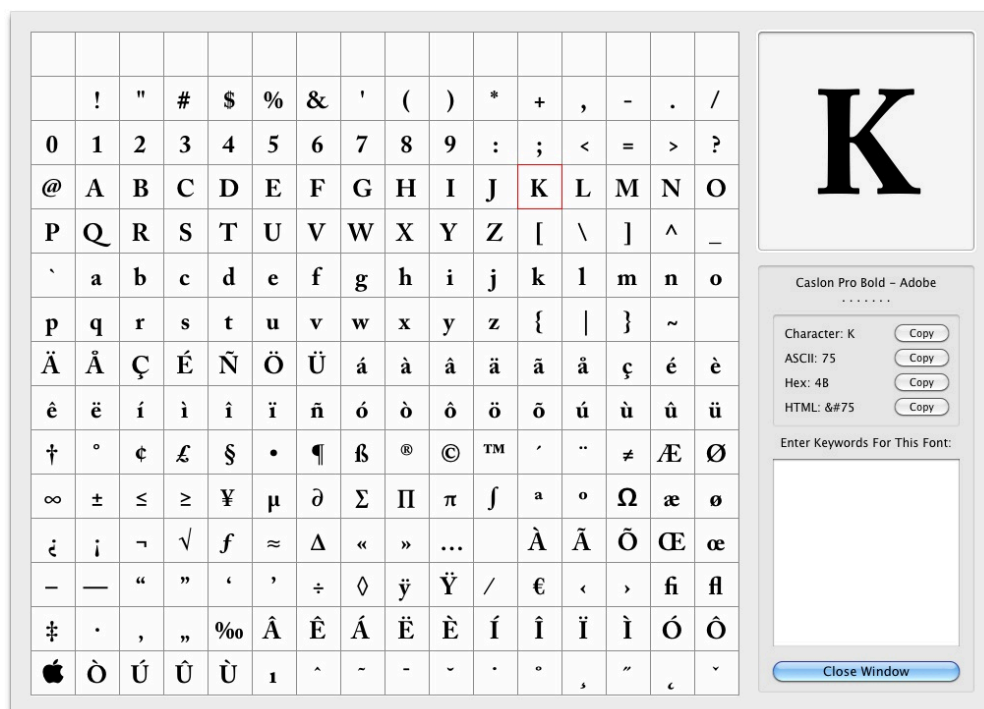 ! " # $ % & ' ( ) * + , - . /
0 1 2 3 4 5 6 7 8 9 : ; < = > ?
@ A B C D E F G H I J K L M N O
P Q R S T U V W X Y Z [ \ ] ^ _
` a b c d e f g h i j k l m n o
p q r s t u v w x y z { | } ~
Ä Å Ç É Ñ Ö Ü á à â ä ã å ç é è
ê ë í ì î ï ñ ó ò ô ö õ ú ù û ü
† ° ¢ £ § • ¶ ß ® © ™ ´ ¨ ≠ Æ Ø
∞ ± ≤ ≥ ¥ µ ∂ Σ Π π ∫ ª º Ω æ ø
¿ ¡ ¬ √ ƒ ≈ Δ « » … À Ã Õ Œ œ
– — “ ” ‘ ’ ÷ ◊ ÿ Ÿ ⁄ € ‹ › fi fl
‡ · ‚ „ ‰ Â Ê Á Ë È Í Î Ï Ì Ó Ô
 Ò Ú Û Ù ı ˆ ˜ ¯ ˘ ˙ ˚ ¸ ˝ ˛ ˇ
K
Caslon Pro Bold - Adobe
. . . . . . .
Character: K Copy
ASCII: 75 Copy
Hex: 4B Copy
HTML: &#75 Copy
Enter Keywords For This Font:
Close Window